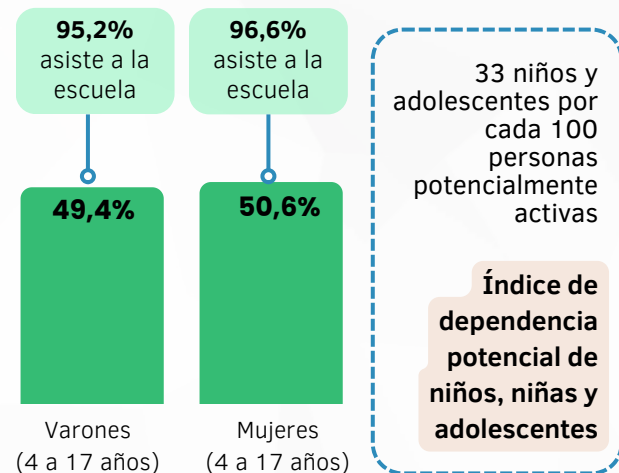 95,2%
asiste a la
escuela
96,6%
asiste a la
escuela
49,4%
50,6%
Varones
(4 a 17 años)
Mujeres
(4 a 17 años)
33 niños y
adolescentes por
cada 100
personas
potencialmente
activas
Índice de
dependencia
potencial de
niños, niñas y
adolescentes